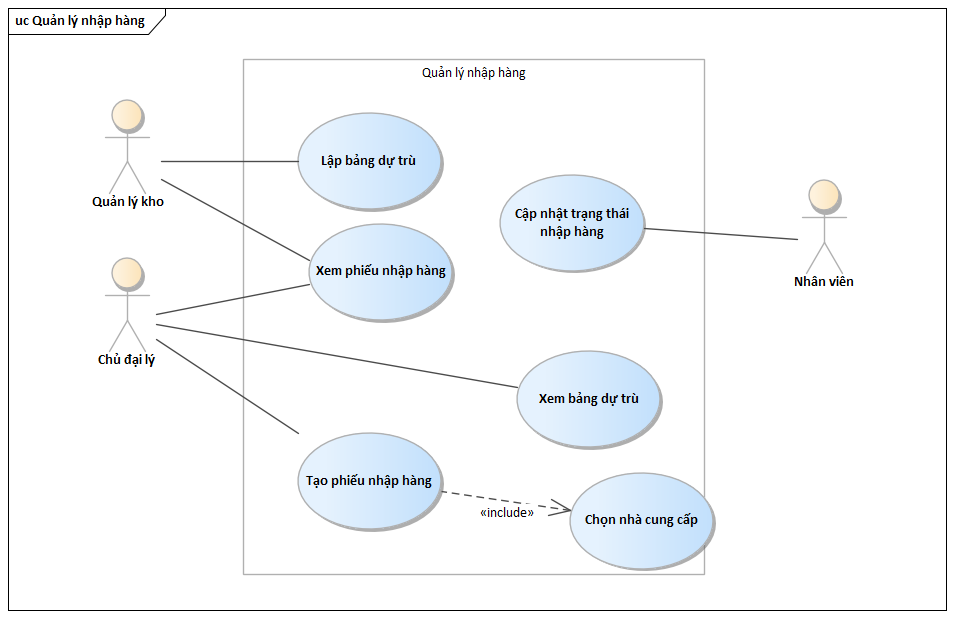 uc Quản lý nhập hàng
Quản lý nhập hàng
Lập bảng dự trù
Quản lý kho
Cập nhật trạng thái
nhập hàng
Xem phiếu nhập hàng
Nhân viên
Chủ đại lý
Xem bảng dự trù
Tạo phiếu nhập hàng
«include»
Chọn nhà cung cấp